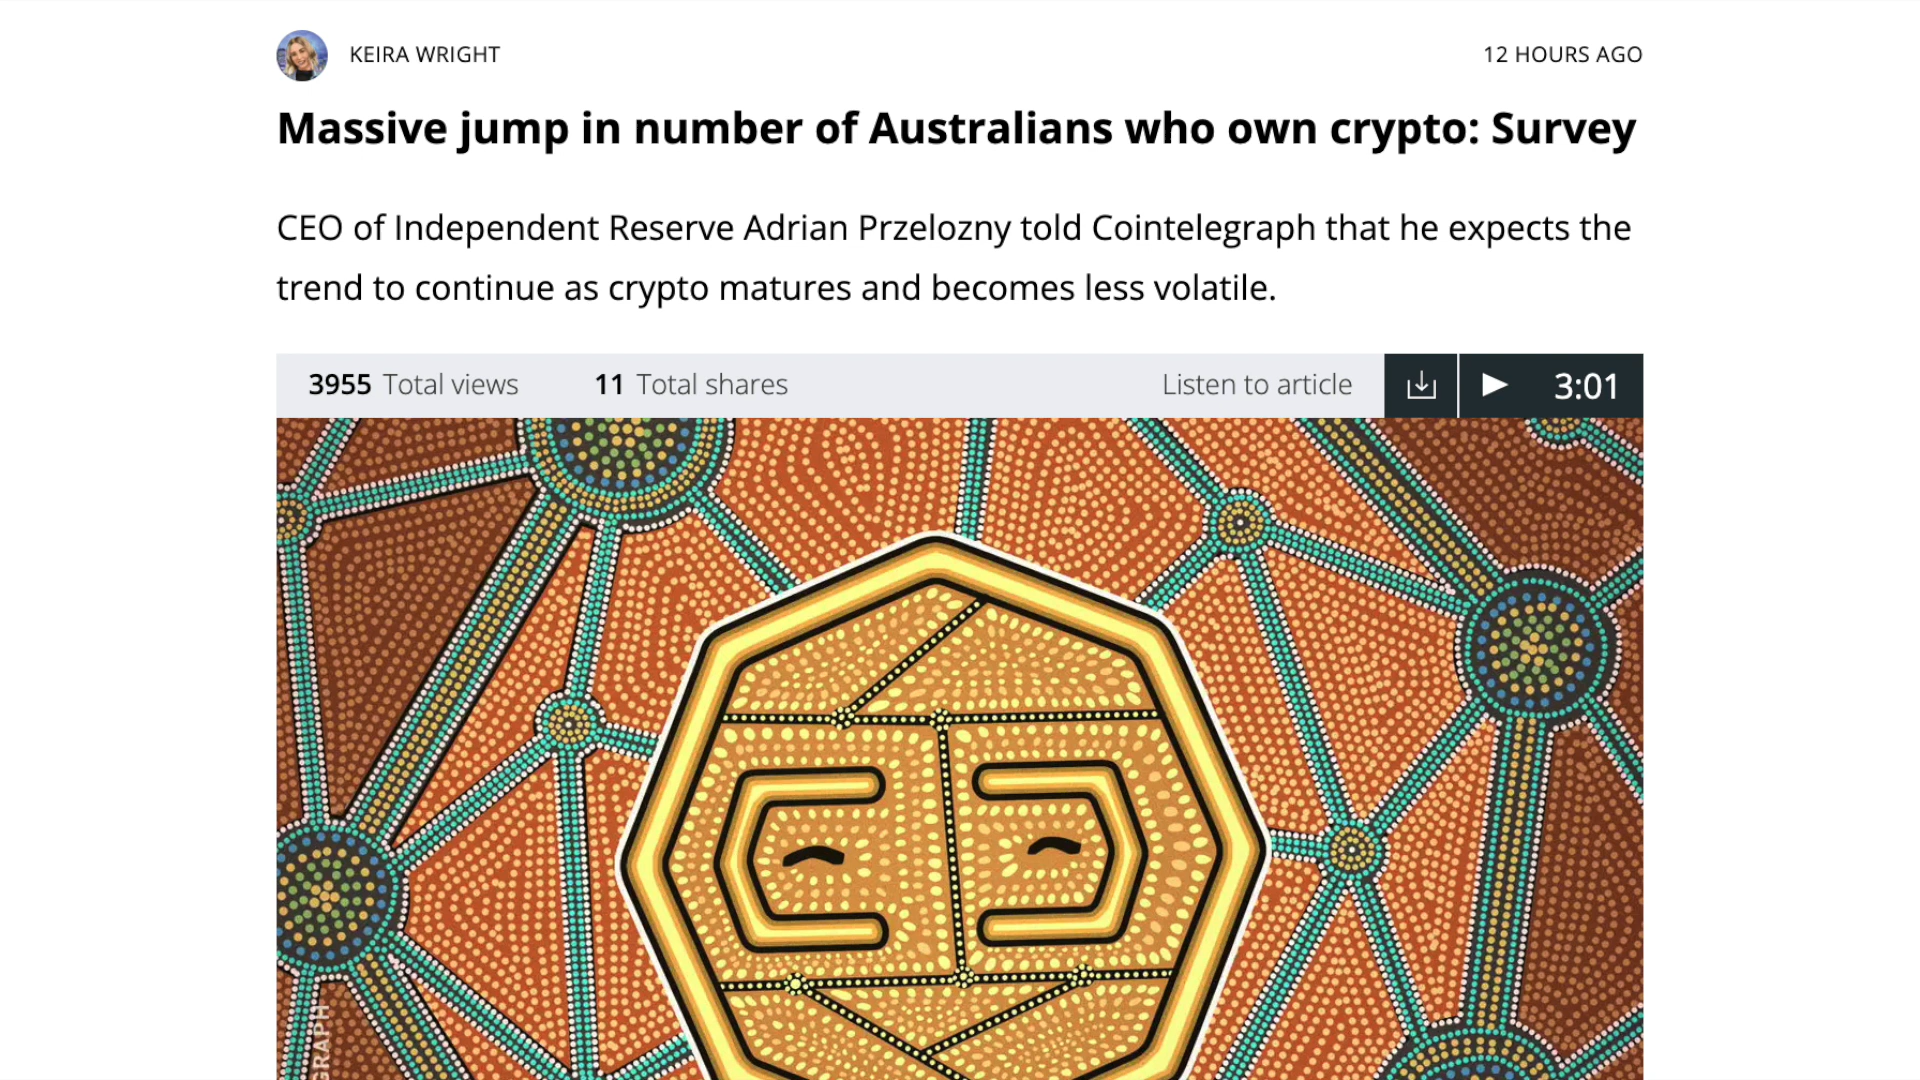 KEIRA WRIGHT
12 HOURS AGO
Massive jump in number of Australians who own crypto: Survey
CEO of Independent Reserve Adrian Przelozny told Cointelegraph that he expects the
trend to continue as crypto matures and becomes less volatile.
3955 Total views 11 Total shares Listen to article 3:01
GRAPH